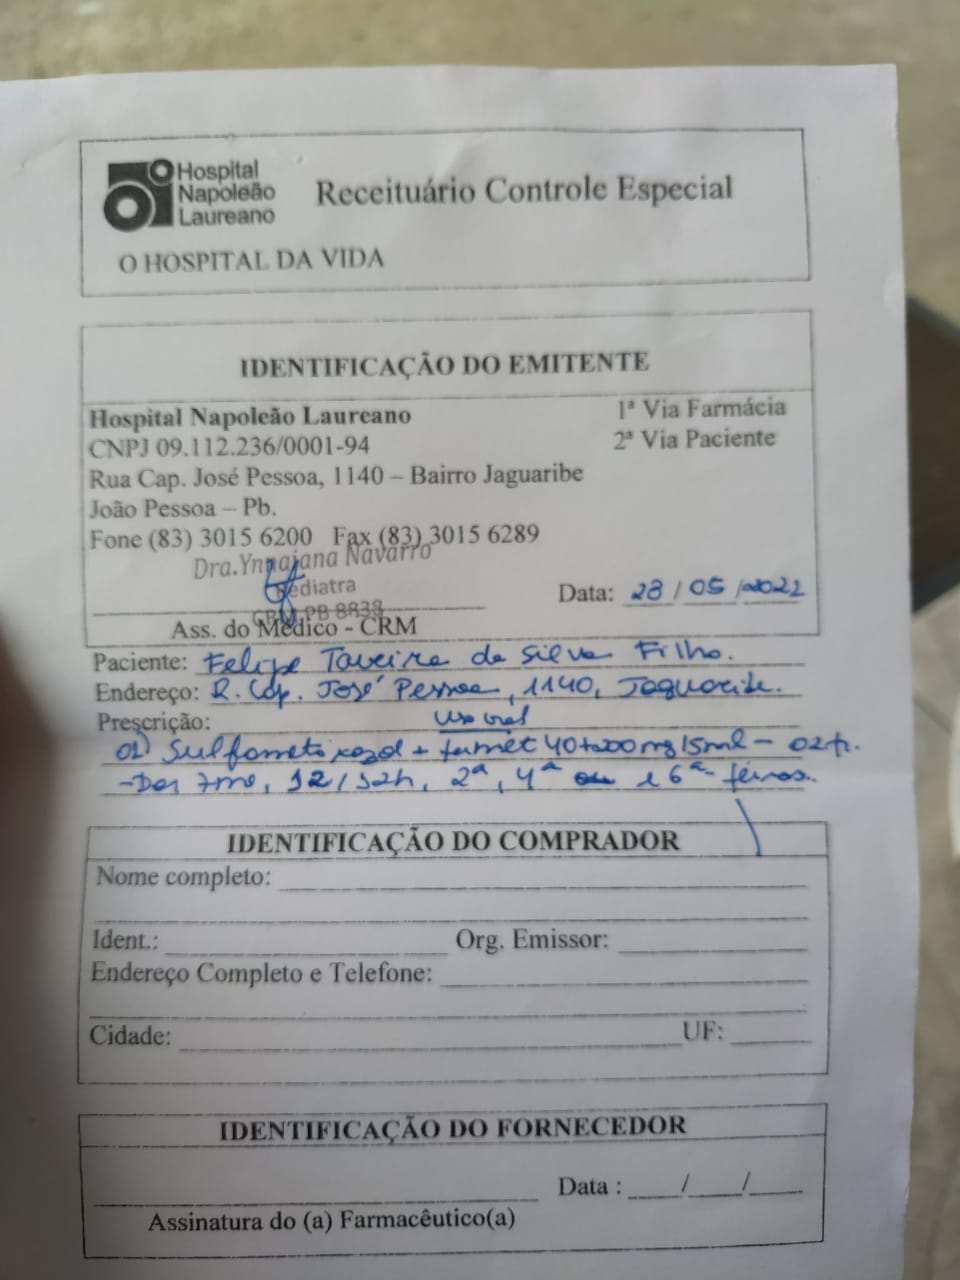 Hospital
Napoleão
Laureano
Receituário Controle Especial
O HOSPITAL DA VIDA
IDENTIFICAÇÃO DO EMITENTE
Hospital Napoleão Laureano
1ª Via Farmácia
CNPJ 09.112.236/0001-94
2ª Via Paciente
Rua Cap. José Pessoa, 1140 – Bairro Jaguaribe
João Pessoa – Pb.
Fone (83) 3015 6200 Fax (83) 3015 6289
Dra. Navarro
Pediatra
CRM PB 8838
Data: 28 / 05 / 2022
Ass. do Médico - CRM
Paciente: Felipe Taveira da Silva Filho.
Endereço: R. Cap. José Pessoa, 1140, Jaguaribe.
Prescrição: Uso oral
01) 40+200mg/5ml - 02 fr.
- Dar 7ml, 12/12h, 2ª, 4ª e 6ª feiras.
IDENTIFICAÇÃO DO COMPRADOR
Nome completo:
Ident.: Org. Emissor:
Endereço Completo e Telefone:
Cidade: UF:
IDENTIFICAÇÃO DO FORNECEDOR
Data : / /
Assinatura do (a) Farmacêutico(a)